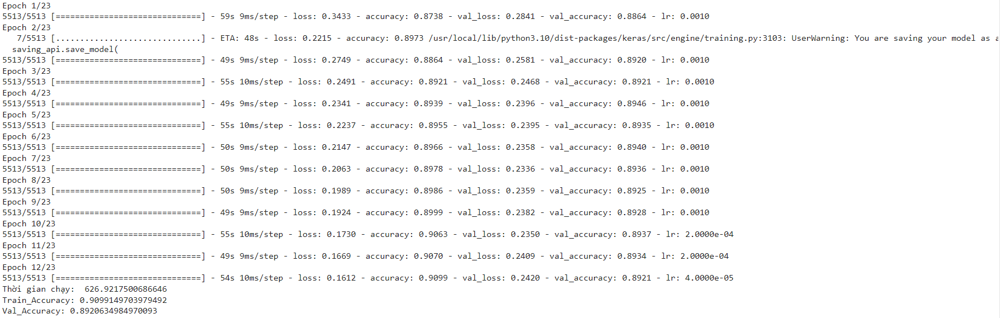 Epoch 1/23
5513/5513 [==============================] - 59s 9ms/step - loss: 0.3433 - accuracy: 0.8738 - val_loss: 0.2841 - val_accuracy: 0.8864 - lr: 0.0010
Epoch 2/23
7/5513 [..............................] - ETA: 48s - loss: 0.2215 - accuracy: 0.8973 /usr/local/lib/python3.10/dist-packages/keras/src/engine/training.py:3103: UserWarning: You are saving your model as a
saving_api.save_model(
5513/5513 [==============================] - 49s 9ms/step - loss: 0.2749 - accuracy: 0.8864 - val_loss: 0.2581 - val_accuracy: 0.8920 - lr: 0.0010
Epoch 3/23
5513/5513 [==============================] - 55s 10ms/step - loss: 0.2491 - accuracy: 0.8921 - val_loss: 0.2468 - val_accuracy: 0.8921 - lr: 0.0010
Epoch 4/23
5513/5513 [==============================] - 49s 9ms/step - loss: 0.2341 - accuracy: 0.8939 - val_loss: 0.2396 - val_accuracy: 0.8946 - lr: 0.0010
Epoch 5/23
5513/5513 [==============================] - 55s 10ms/step - loss: 0.2237 - accuracy: 0.8955 - val_loss: 0.2395 - val_accuracy: 0.8935 - lr: 0.0010
Epoch 6/23
5513/5513 [==============================] - 50s 9ms/step - loss: 0.2147 - accuracy: 0.8966 - val_loss: 0.2358 - val_accuracy: 0.8940 - lr: 0.0010
Epoch 7/23
5513/5513 [==============================] - 50s 9ms/step - loss: 0.2063 - accuracy: 0.8978 - val_loss: 0.2336 - val_accuracy: 0.8936 - lr: 0.0010
Epoch 8/23
5513/5513 [==============================] - 50s 9ms/step - loss: 0.1989 - accuracy: 0.8986 - val_loss: 0.2359 - val_accuracy: 0.8925 - lr: 0.0010
Epoch 9/23
5513/5513 [==============================] - 49s 9ms/step - loss: 0.1924 - accuracy: 0.8999 - val_loss: 0.2382 - val_accuracy: 0.8928 - lr: 0.0010
Epoch 10/23
5513/5513 [==============================] - 55s 10ms/step - loss: 0.1730 - accuracy: 0.9063 - val_loss: 0.2350 - val_accuracy: 0.8937 - lr: 2.0000e-04
Epoch 11/23
5513/5513 [==============================] - 49s 9ms/step - loss: 0.1669 - accuracy: 0.9070 - val_loss: 0.2409 - val_accuracy: 0.8934 - lr: 2.0000e-04
Epoch 12/23
5513/5513 [==============================] - 54s 10ms/step - loss: 0.1612 - accuracy: 0.9099 - val_loss: 0.2420 - val_accuracy: 0.8921 - lr: 4.0000e-05
Thời gian chạy:  626.9217500686646
Train_Accuracy: 0.9099149703979492
Val_Accuracy: 0.8920634984970093